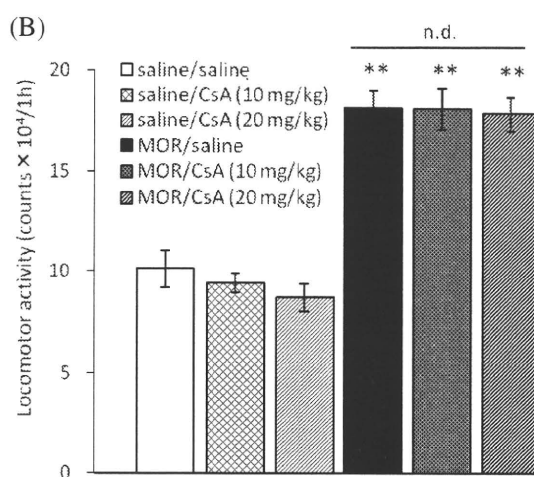 (B)
n.d.
** ** **
saline/saline
saline/CsA (10 mg/kg)
saline/CsA (20 mg/kg)
MOR/saline
MOR/CsA (10 mg/kg)
MOR/CsA (20 mg/kg)
Locomotor activity (counts × 10⁴/1h)
20
15
10
5
0